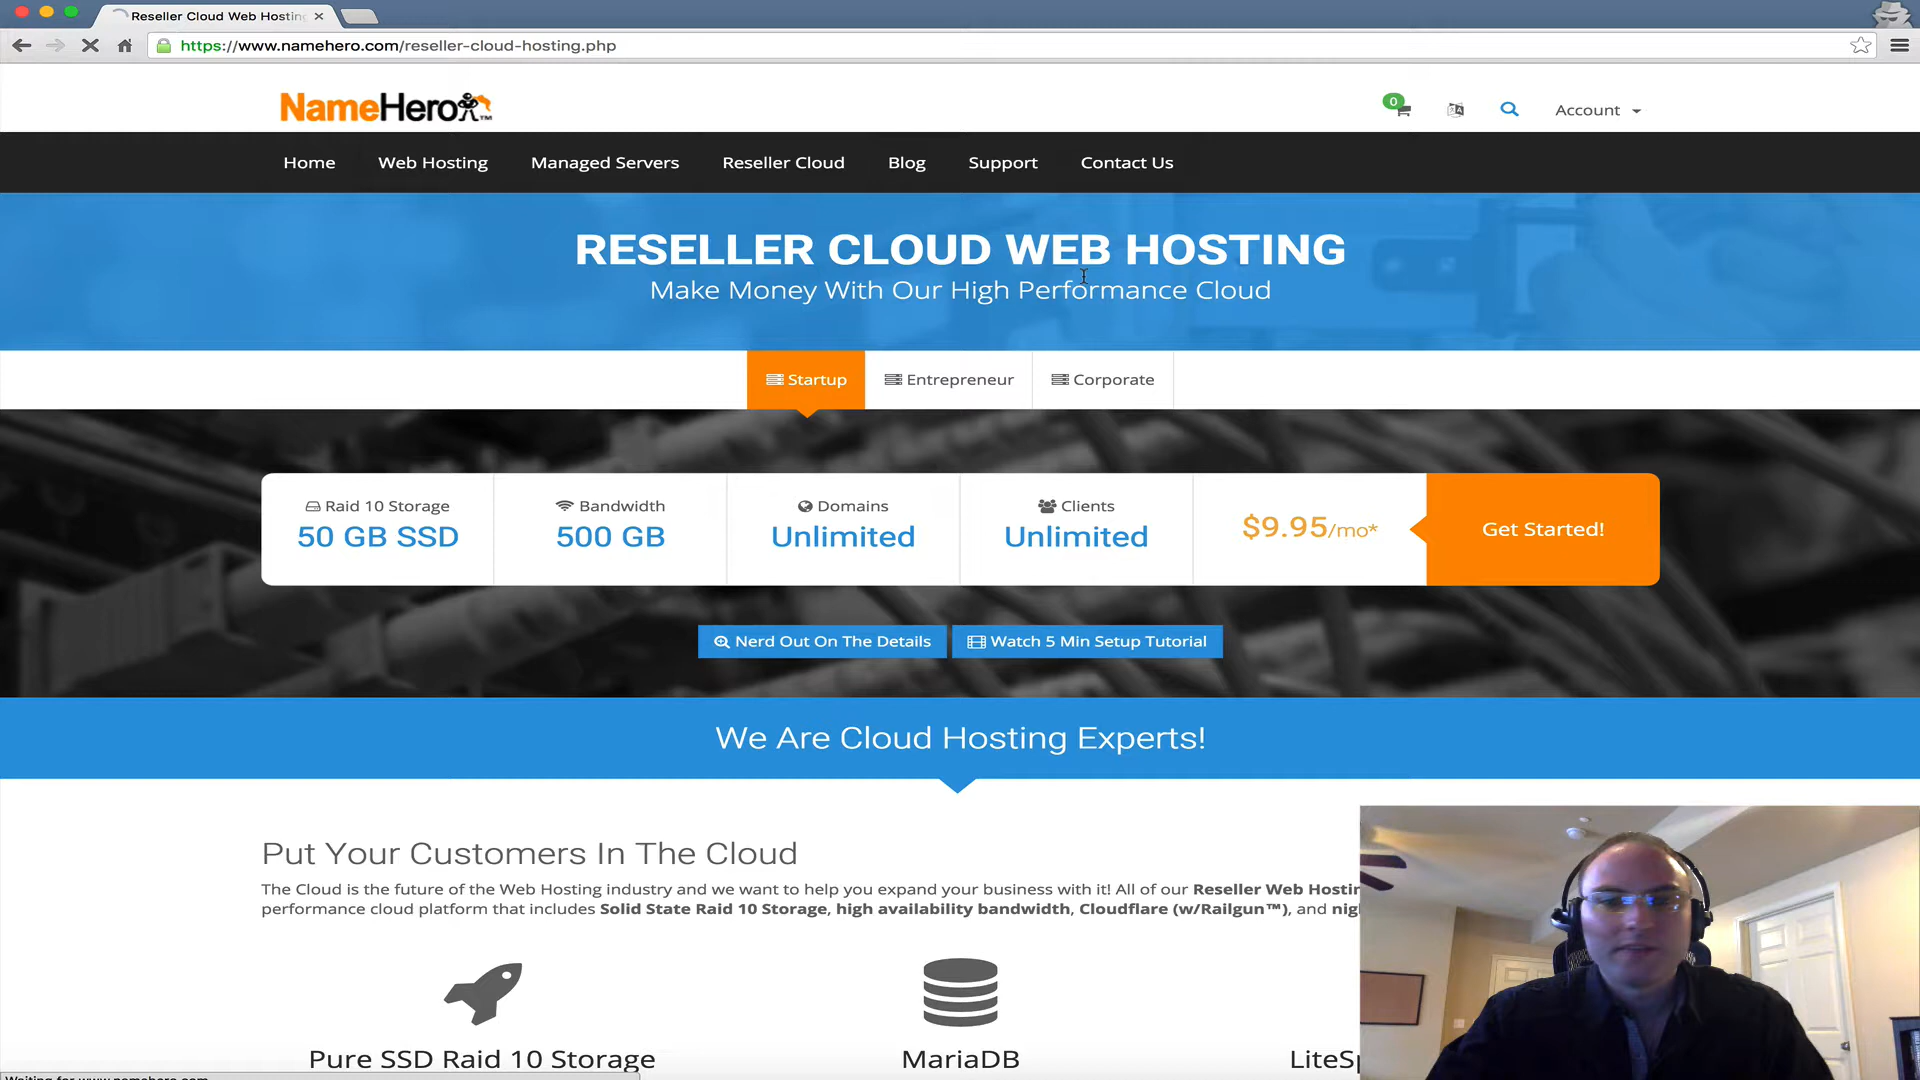 Reseller Cloud Web Hosting
https://www.namehero.com/reseller-cloud-hosting.php
NameHero™
0
Account
Home Web Hosting Managed Servers Reseller Cloud Blog Support Contact Us
RESELLER CLOUD WEB HOSTING
Make Money With Our High Performance Cloud
Startup Entrepreneur Corporate
Raid 10 Storage Bandwidth Domains Clients
50 GB SSD 500 GB Unlimited Unlimited $9.95/mo* Get Started!
Nerd Out On The Details Watch 5 Min Setup Tutorial
We Are Cloud Hosting Experts!
Put Your Customers In The Cloud
The Cloud is the future of the Web Hosting industry and we want to help you expand your business with it! All of our Reseller Web Hostin
performance cloud platform that includes Solid State Raid 10 Storage, high availability bandwidth, Cloudflare (w/Railgun™), and nig
Pure SSD Raid 10 Storage MariaDB LiteSp
Waiting for www.namehero.com